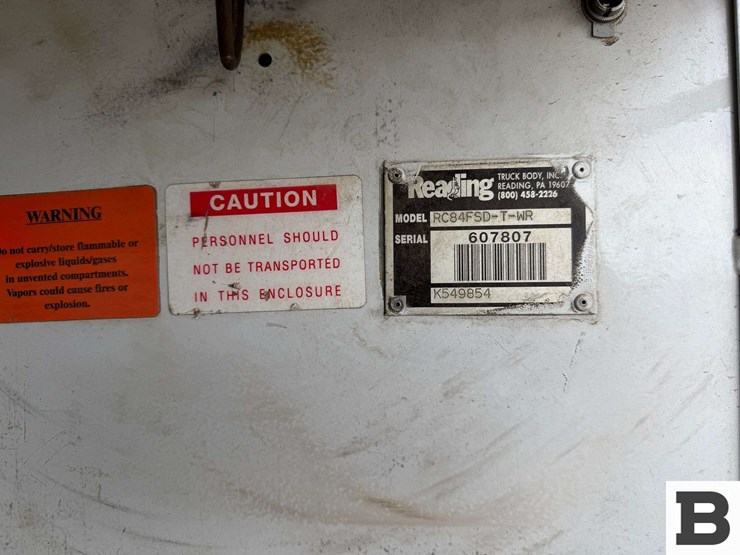 WARNING
Do not carry/store flammable or
explosive liquids/gases
in unvented compartments.
Vapors could cause fires or
explosion.
CAUTION
PERSONNEL SHOULD
NOT BE TRANSPORTED
IN THIS ENCLOSURE
Reading
TRUCK BODY, INC.
READING, PA 19607
(800) 458-2226
MODEL RC84FSD-T-WR
SERIAL 607807
K549854
B